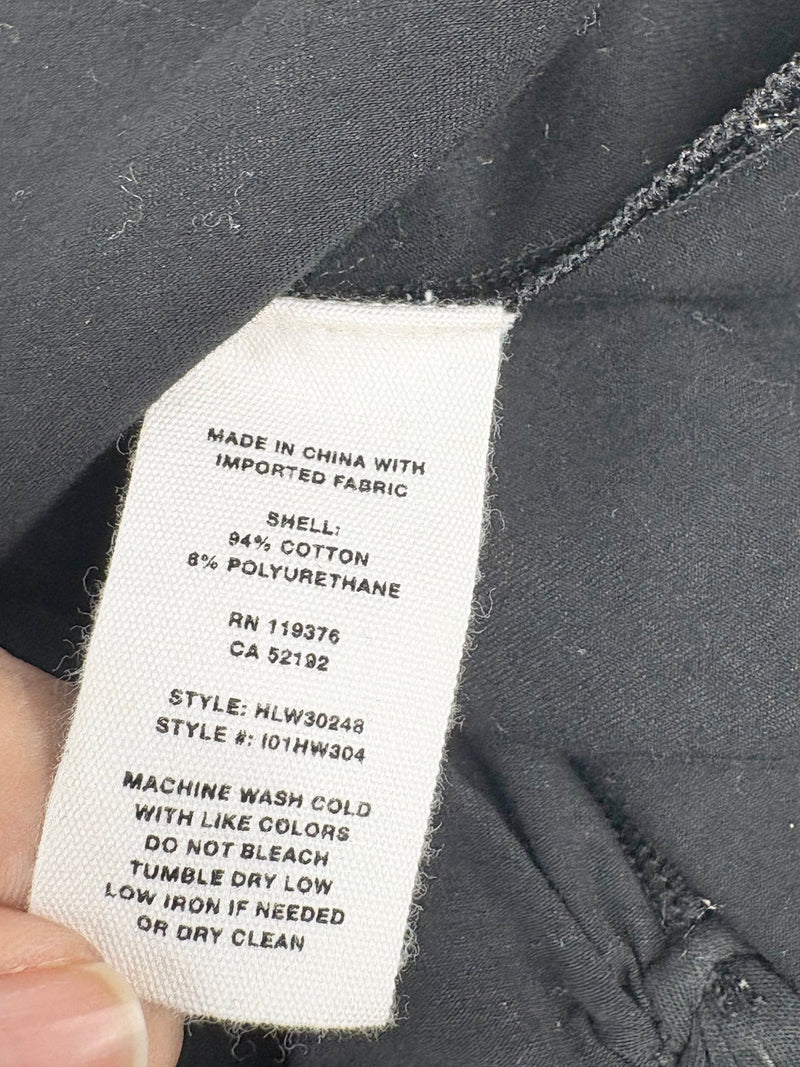 MADE IN CHINA WITH
IMPORTED FABRIC
SHELL:
94% COTTON
6% POLYURETHANE
RN 119376
CA 52192
STYLE: HLW30248
STYLE #: I01HW304
MACHINE WASH COLD
WITH LIKE COLORS
DO NOT BLEACH
TUMBLE DRY LOW
LOW IRON IF NEEDED
OR DRY CLEAN